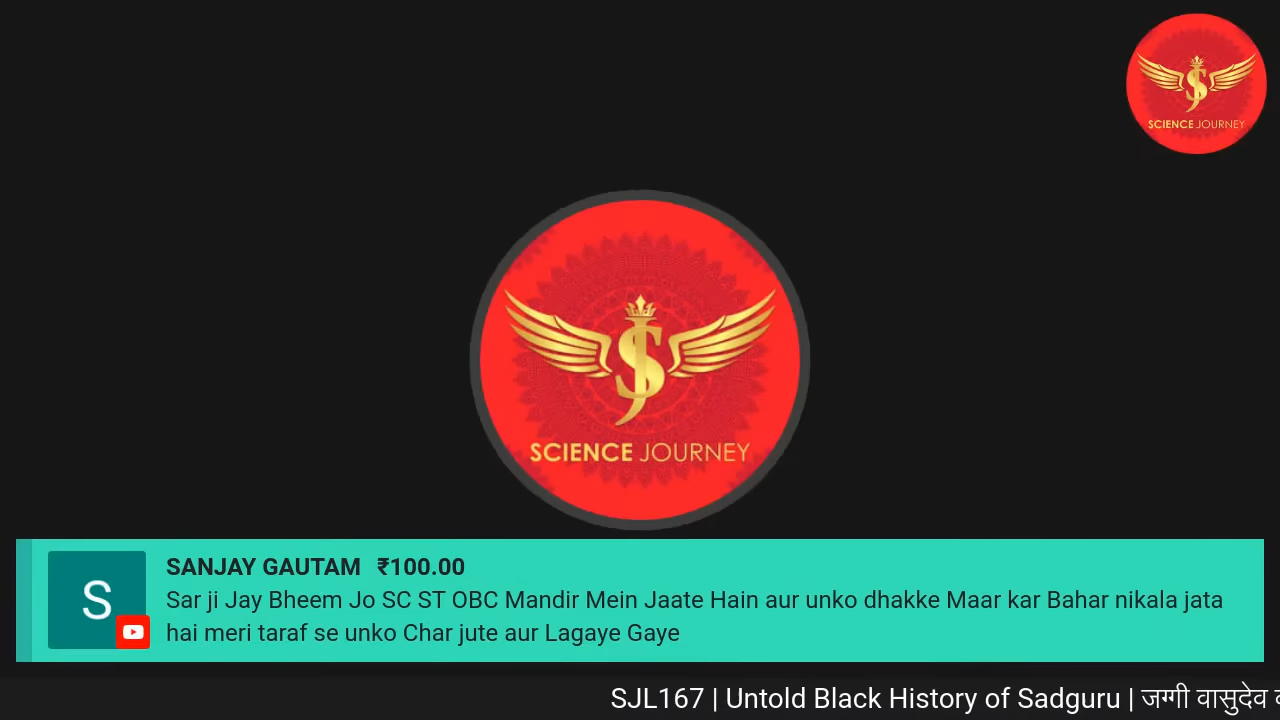 SCIENCE JOURNEY
SCIENCE JOURNEY
SANJAY GAUTAM ₹100.00
S
Sar ji Jay Bheem Jo SC ST OBC Mandir Mein Jaate Hain aur unko dhakke Maar kar Bahar nikala jata
hai meri taraf se unko Char jute aur Lagaye Gaye
SJL167 | Untold Black History of Sadguru | जग्गी वासुदेव